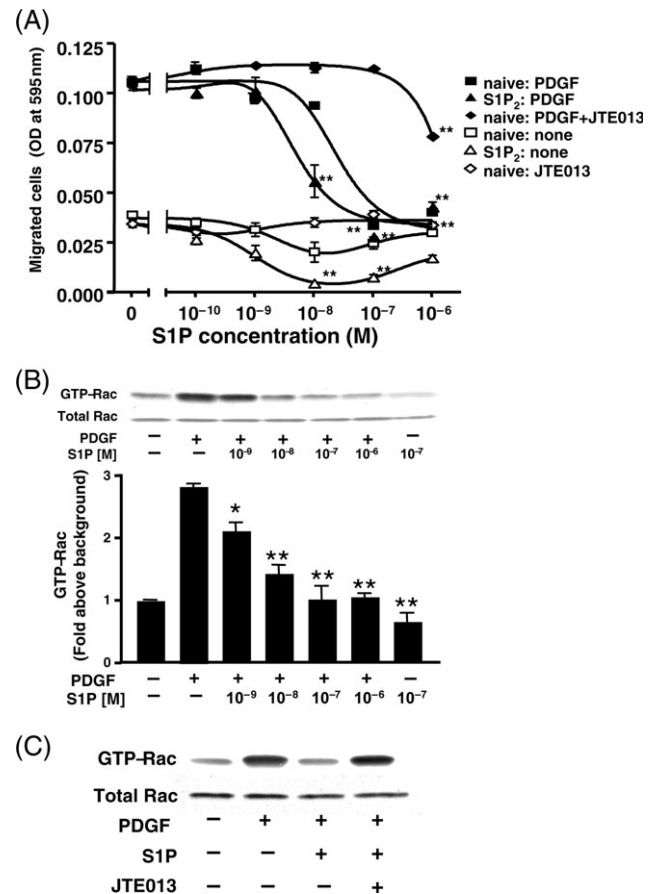 (A)
0.125
0.100
0.075
0.050
0.025
0.000
Migrated cells (OD at 595nm)
0 10⁻¹⁰ 10⁻⁹ 10⁻⁸ 10⁻⁷ 10⁻⁶
S1P concentration (M)
** ** ** ** ** ** ** **
naive: PDGF
S1P₂: PDGF
naive: PDGF+JTE013
naive: none
S1P₂: none
naive: JTE013
(B)
GTP-Rac
Total Rac
PDGF − + + + + + −
S1P [M] − − 10⁻⁹ 10⁻⁸ 10⁻⁷ 10⁻⁶ 10⁻⁷
3
2
1
0
GTP-Rac
(Fold above background)
* ** ** ** **
PDGF − + + + + + −
S1P [M] − − 10⁻⁹ 10⁻⁸ 10⁻⁷ 10⁻⁶ 10⁻⁷
(C)
GTP-Rac
Total Rac
PDGF − + + +
S1P − − + +
JTE013 − − − +